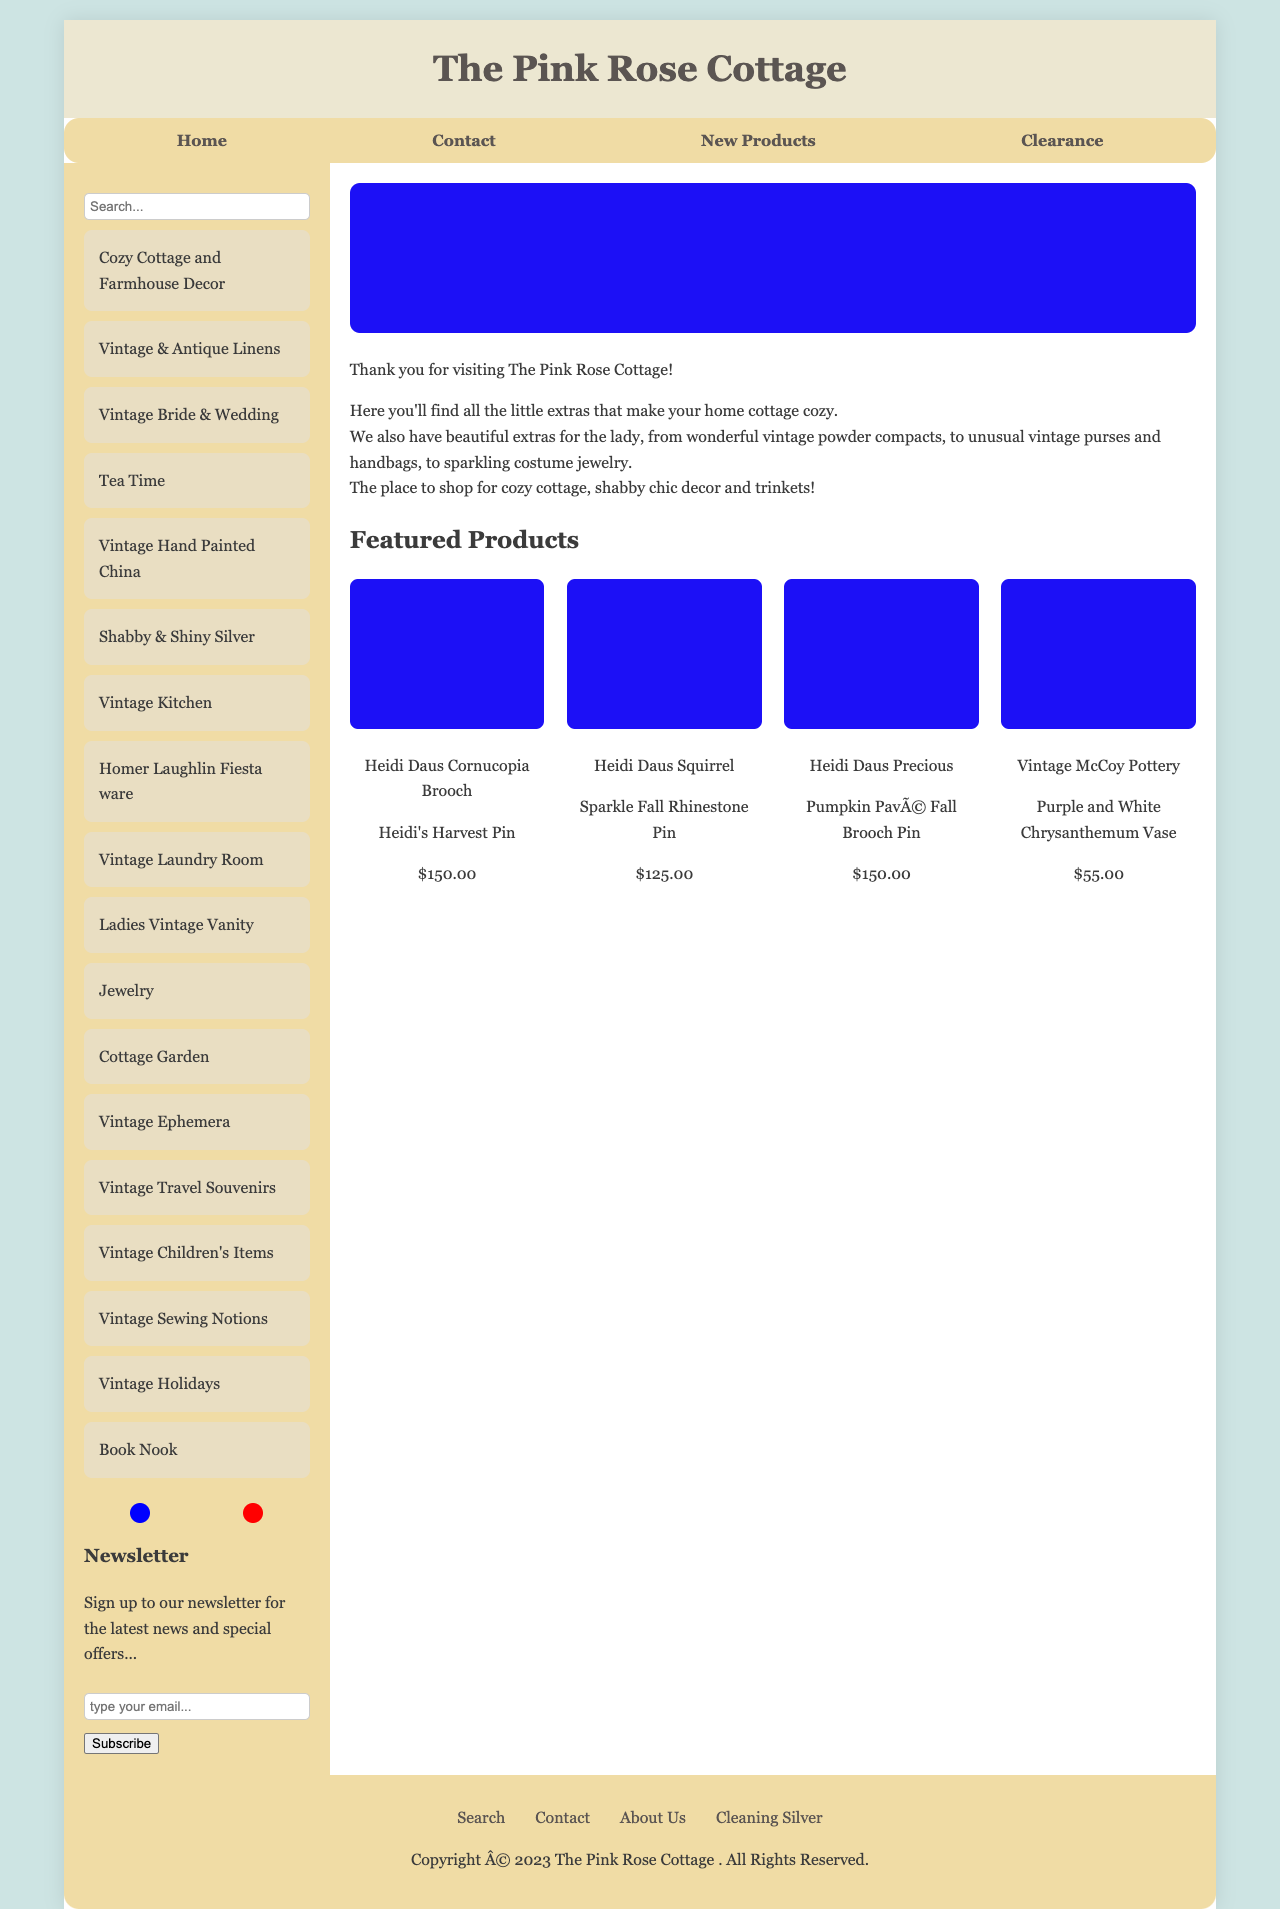 The Pink Rose Cottage
Home
Contact
New Products
Clearance
Search...
Cozy Cottage and
Farmhouse Decor
Vintage & Antique Linens
Vintage Bride & Wedding
Tea Time
Vintage Hand Painted
China
Shabby & Shiny Silver
Vintage Kitchen
Homer Laughlin Fiesta
ware
Vintage Laundry Room
Ladies Vintage Vanity
Jewelry
Cottage Garden
Vintage Ephemera
Vintage Travel Souvenirs
Vintage Children's Items
Vintage Sewing Notions
Vintage Holidays
Book Nook
Newsletter
Sign up to our newsletter for
the latest news and special
offers...
type your email...
Subscribe
Thank you for visiting The Pink Rose Cottage!
Here you'll find all the little extras that make your home cottage cozy.
We also have beautiful extras for the lady, from wonderful vintage powder compacts, to unusual vintage purses and
handbags, to sparkling costume jewelry.
The place to shop for cozy cottage, shabby chic decor and trinkets!
Featured Products
Heidi Daus Cornucopia
Brooch
Heidi's Harvest Pin
$150.00
Heidi Daus Squirrel
Sparkle Fall Rhinestone
Pin
$125.00
Heidi Daus Precious
Pumpkin PavÃ© Fall
Brooch Pin
$150.00
Vintage McCoy Pottery
Purple and White
Chrysanthemum Vase
$55.00
Search
Contact
About Us
Cleaning Silver
Copyright Â© 2023 The Pink Rose Cottage . All Rights Reserved.